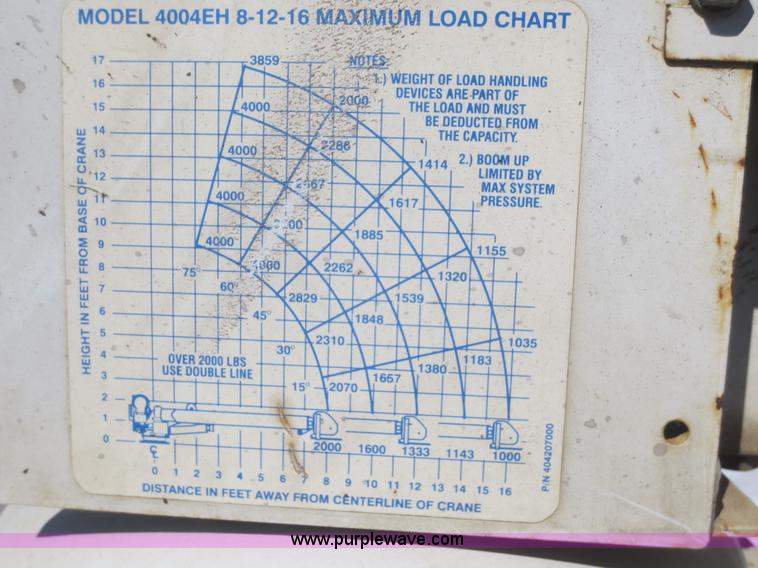 MODEL 4004EH 8-12-16 MAXIMUM LOAD CHART
NOTES
1.) WEIGHT OF LOAD HANDLING
DEVICES ARE PART OF
THE LOAD AND MUST
BE DEDUCTED FROM
THE CAPACITY.
2.) BOOM UP
LIMITED BY
MAX SYSTEM
PRESSURE.
HEIGHT IN FEET FROM BASE OF CRANE
17
16
15
14
13
12
11
10
9
8
7
6
5
4
3
2
1
0
3859
2000
4000
2286
1414
4000
2667
1617
4000
1885
1155
4000
2262
1320
75°
60
2829
1539
45°
1848
1035
2310
1183
30°
1380
1657
15°
2070
OVER 2000 LBS
USE DOUBLE LINE
2000 1600 1333 1143 1000
0 1 2 3 4 5 6 7 8 9 10 11 12 13 14 15 16
DISTANCE IN FEET AWAY FROM CENTERLINE OF CRANE
P/N 404207000
www.purplewave.com